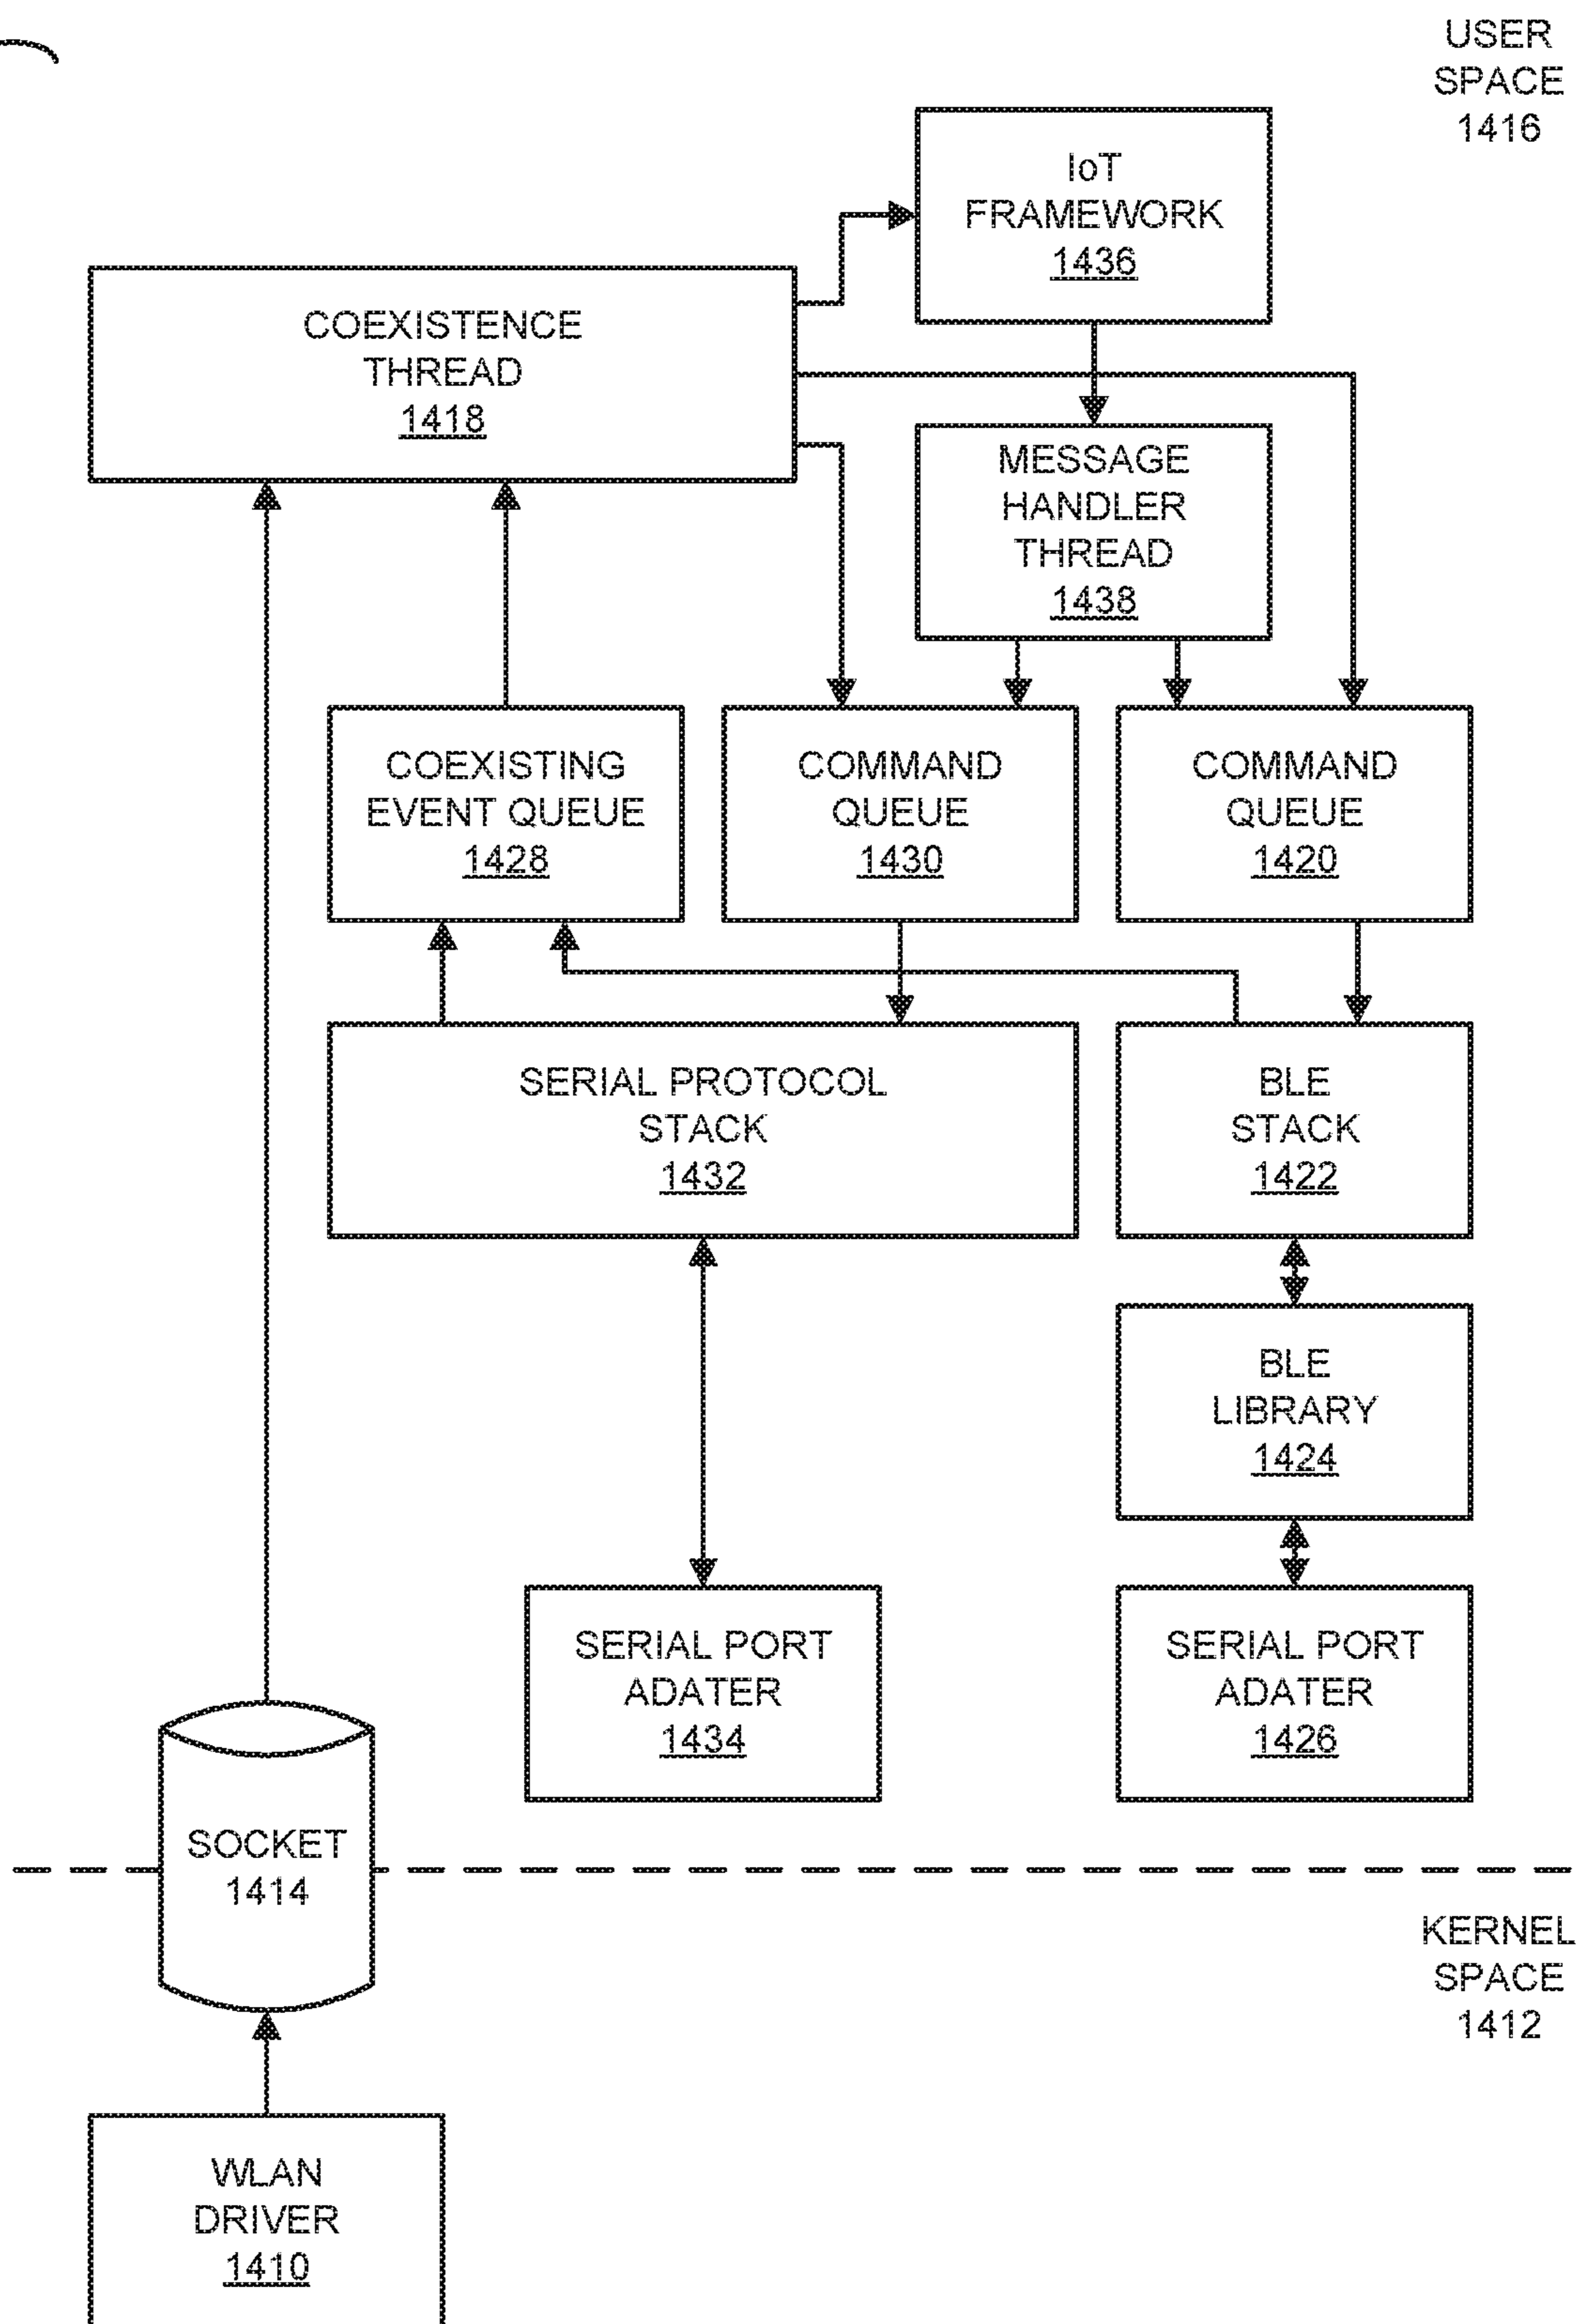 USER
SPACE
1416
IoT
FRAMEWORK
1436
COEXISTENCE
THREAD
1418
MESSAGE
HANDLER
THREAD
1438
COEXISTING
EVENT QUEUE
1428
COMMAND
QUEUE
1430
COMMAND
QUEUE
1420
SERIAL PROTOCOL
STACK
1432
BLE
STACK
1422
BLE
LIBRARY
1424
SERIAL PORT
ADATER
1434
SERIAL PORT
ADATER
1426
SOCKET
1414
KERNEL
SPACE
1412
WLAN
DRIVER
1410